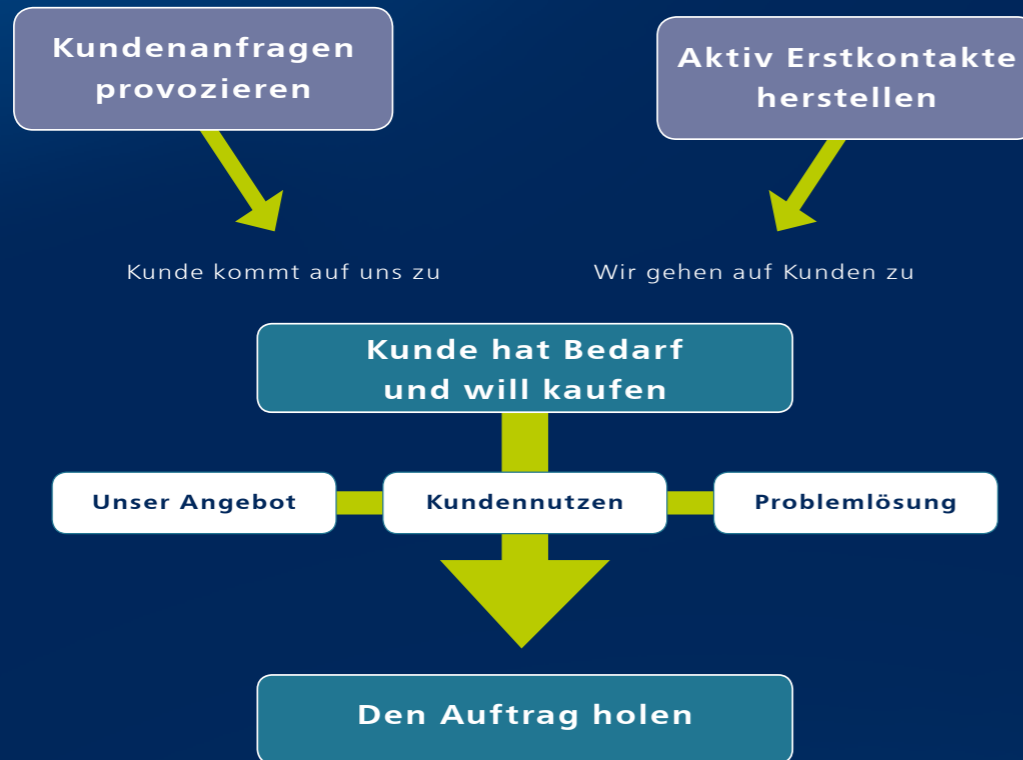 Kundenanfragen
provozieren
Aktiv Erstkontakte
herstellen
Kunde kommt auf uns zu
Wir gehen auf Kunden zu
Kunde hat Bedarf
und will kaufen
Unser Angebot
Kundennutzen
Problemlösung
Den Auftrag holen